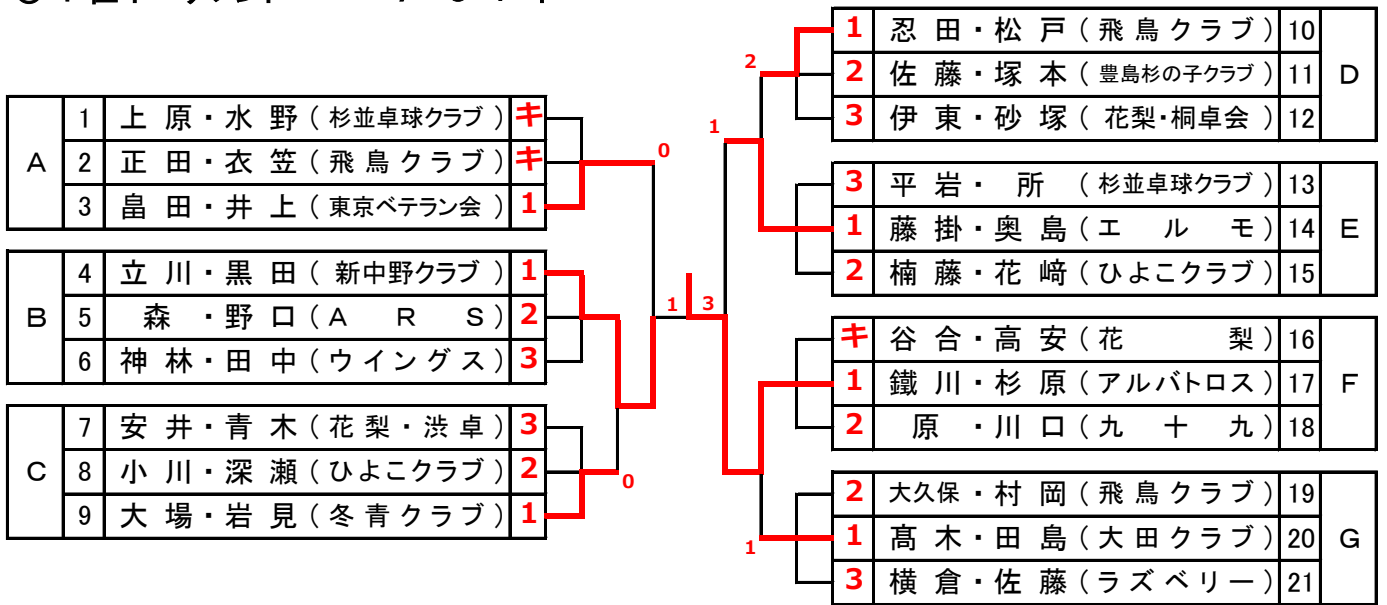 A
1 上原・水野(杉並卓球クラブ) キ
2 正田・衣笠(飛鳥クラブ) キ
3 畠田・井上(東京ベテラン会) 1
B
4 立川・黒田(新中野クラブ) 1
5 森・野口(ARS) 2
6 神林・田中(ウイングス) 3
C
7 安井・青木(花梨・渋卓) 3
8 小川・深瀬(ひよこクラブ) 2
9 大場・岩見(冬青クラブ) 1
0
0
1 3
2
1
1
D
1 忍田・松戸(飛鳥クラブ) 10
2 佐藤・塚本(豊島杉の子クラブ) 11
3 伊東・砂塚(花梨・桐卓会) 12
E
3 平岩・所(杉並卓球クラブ) 13
1 藤掛・奥島(エルモ) 14
2 楠藤・花﨑(ひよこクラブ) 15
F
キ 谷合・高安(花梨) 16
1 鐵川・杉原(アルバトロス) 17
2 原・川口(九十九) 18
G
2 大久保・村岡(飛鳥クラブ) 19
1 髙木・田島(大田クラブ) 20
3 横倉・佐藤(ラズベリー) 21